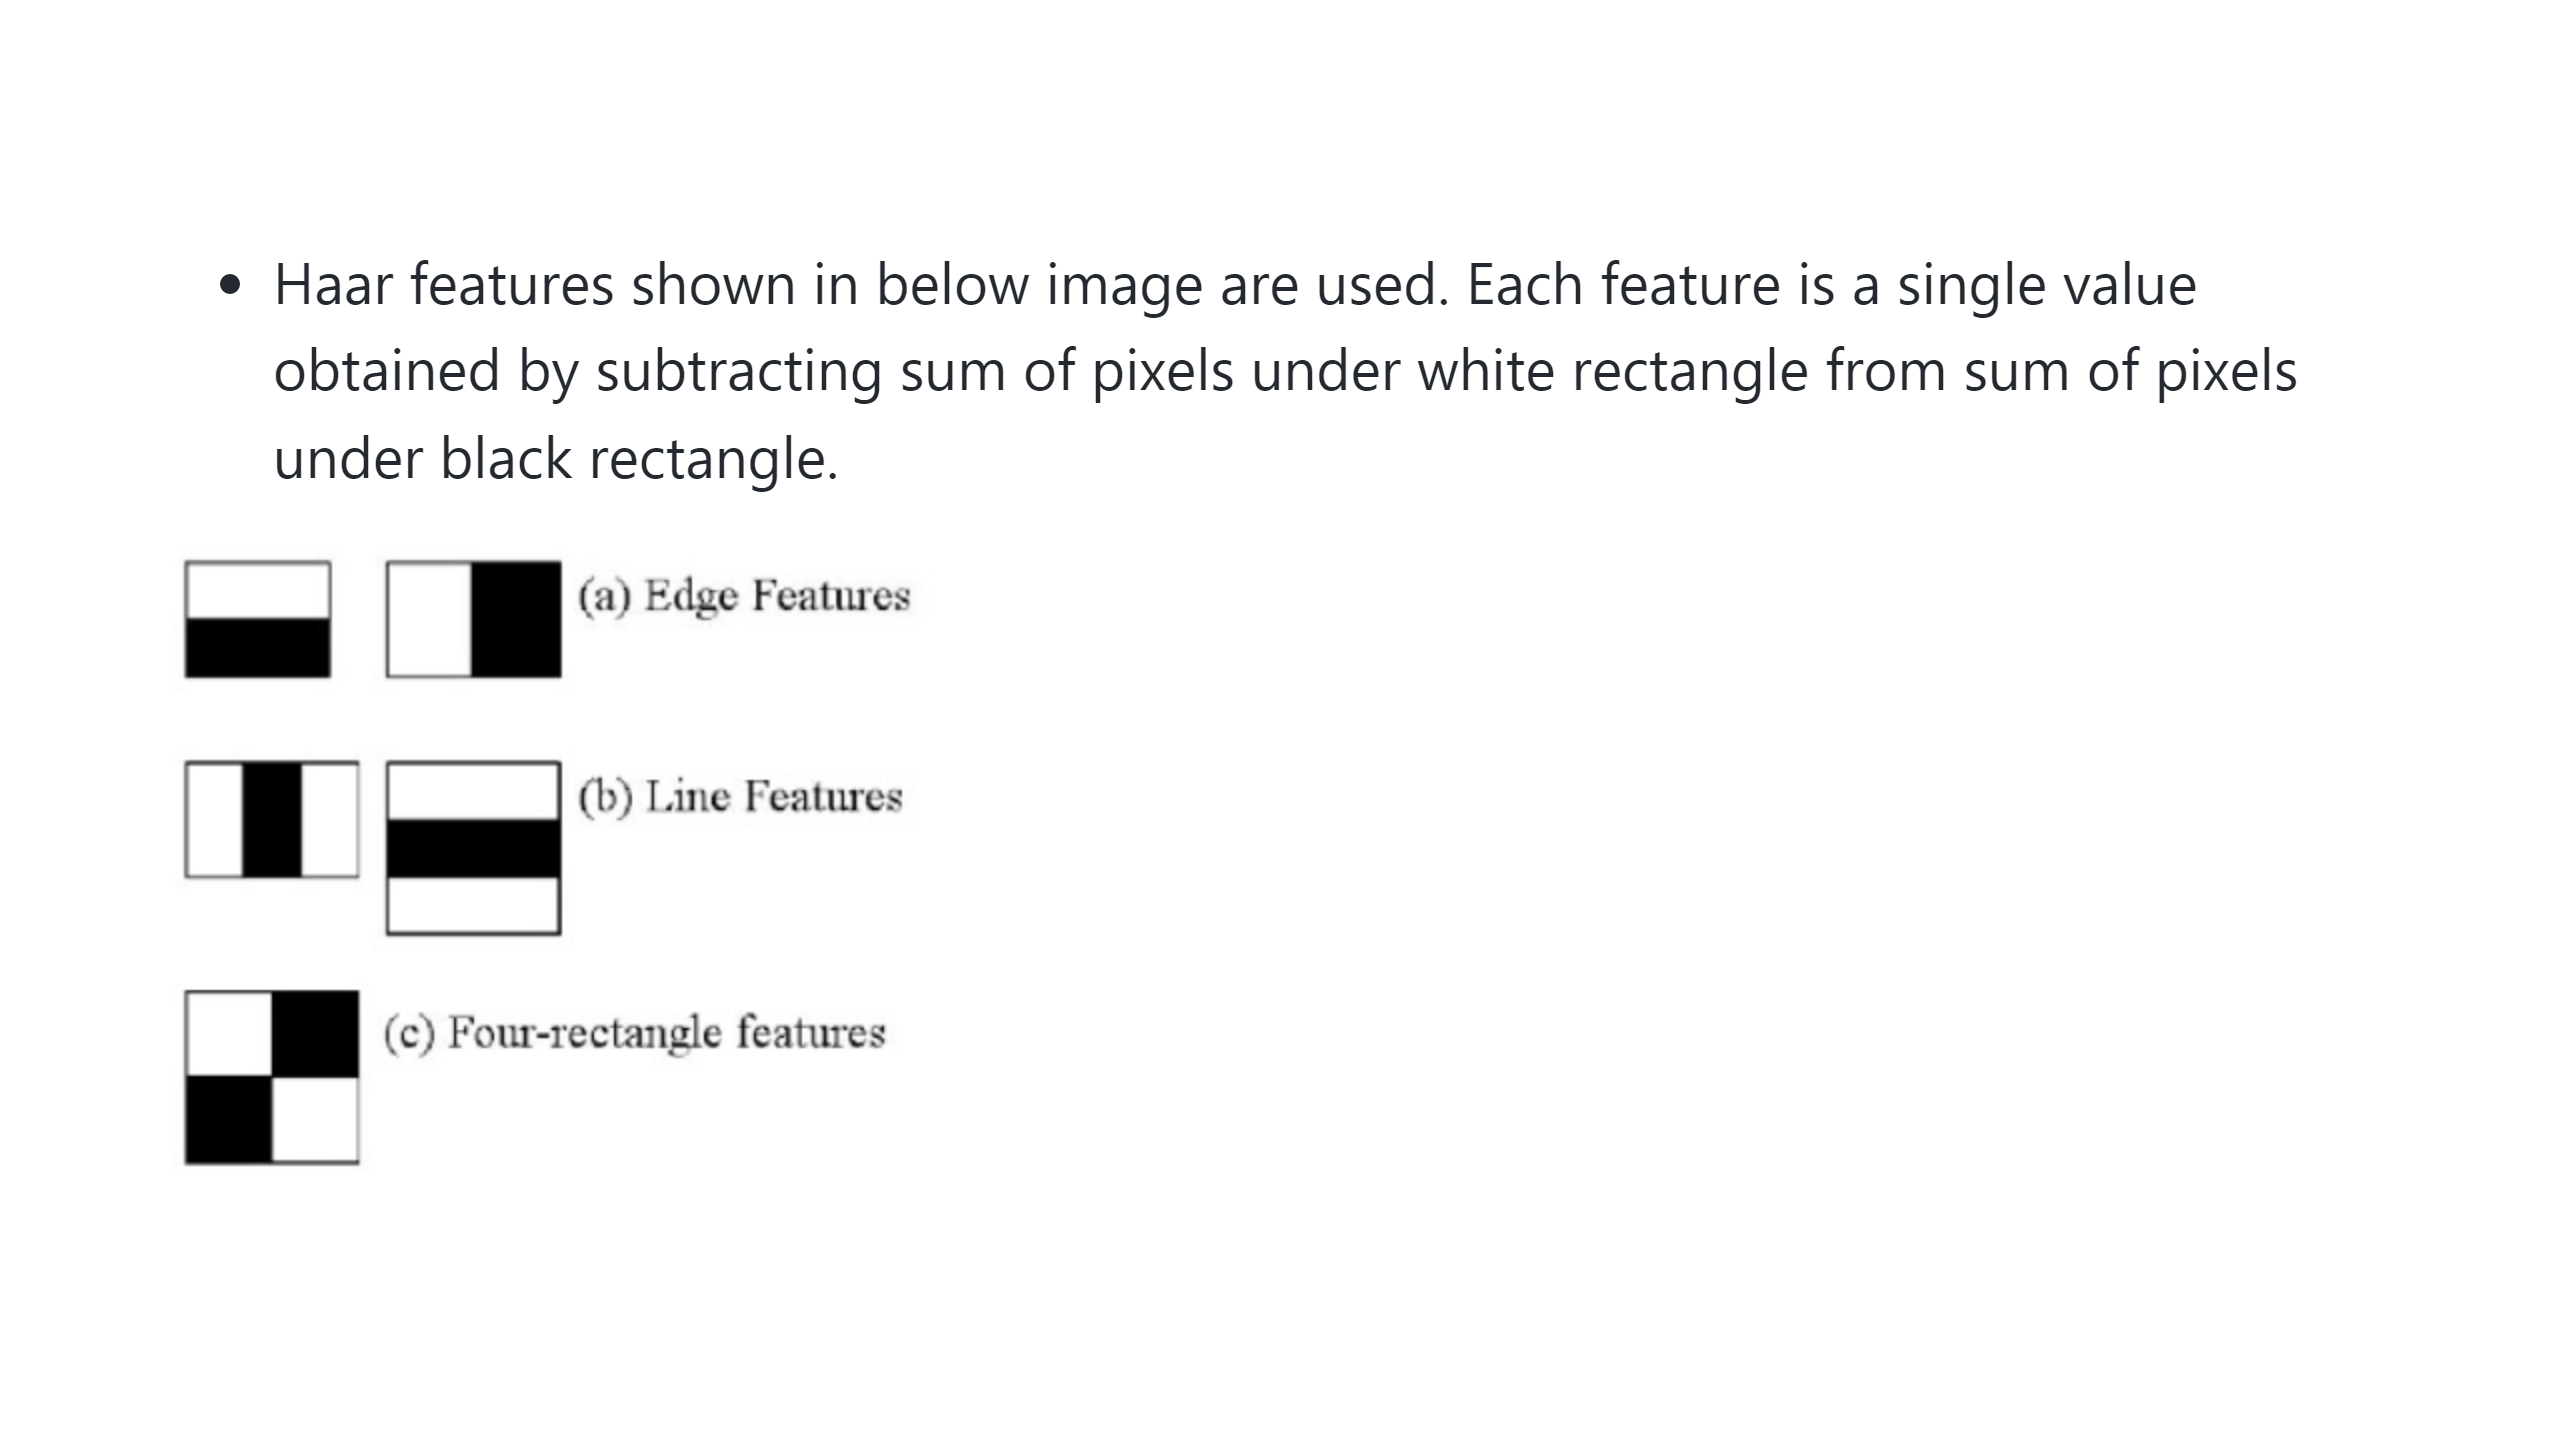 • Haar features shown in below image are used. Each feature is a single value
obtained by subtracting sum of pixels under white rectangle from sum of pixels
under black rectangle.
(a) Edge Features
(b) Line Features
(c) Four-rectangle features